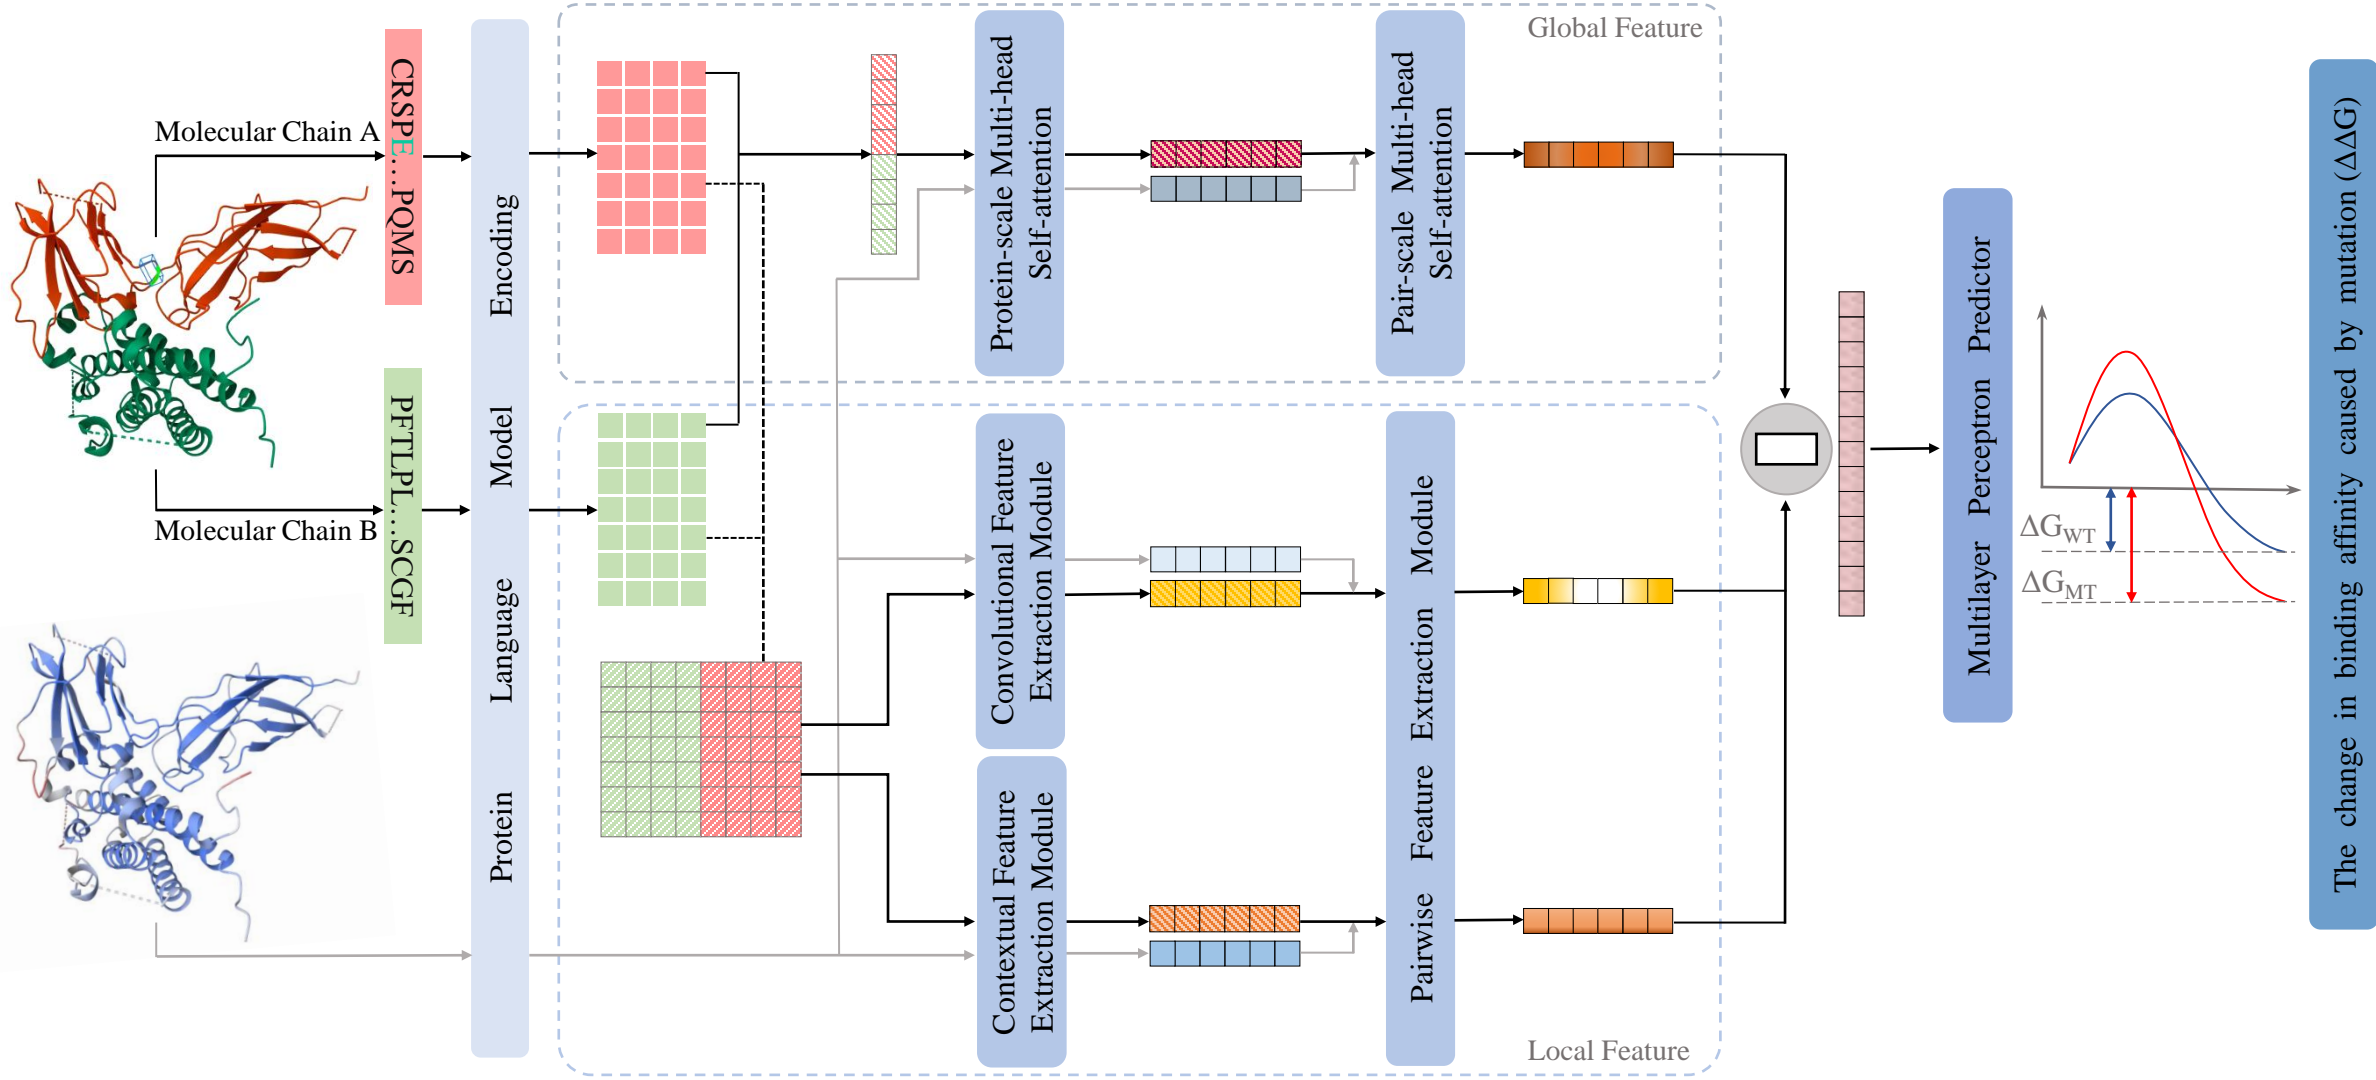 Global Feature
Molecular Chain A
CRSPE....PQMS
Molecular Chain B
PFTLPL....SCGF
Protein Language Model Encoding
Protein-scale Multi-head
Self-attention
Pair-scale Multi-head
Self-attention
Convolutional Feature
Extraction Module
Contextual Feature
Extraction Module
Pairwise Feature Extraction Module
Local Feature
Multilayer Perceptron Predictor
ΔG_WT
ΔG_MT
The change in binding affinity caused by mutation (ΔΔG)